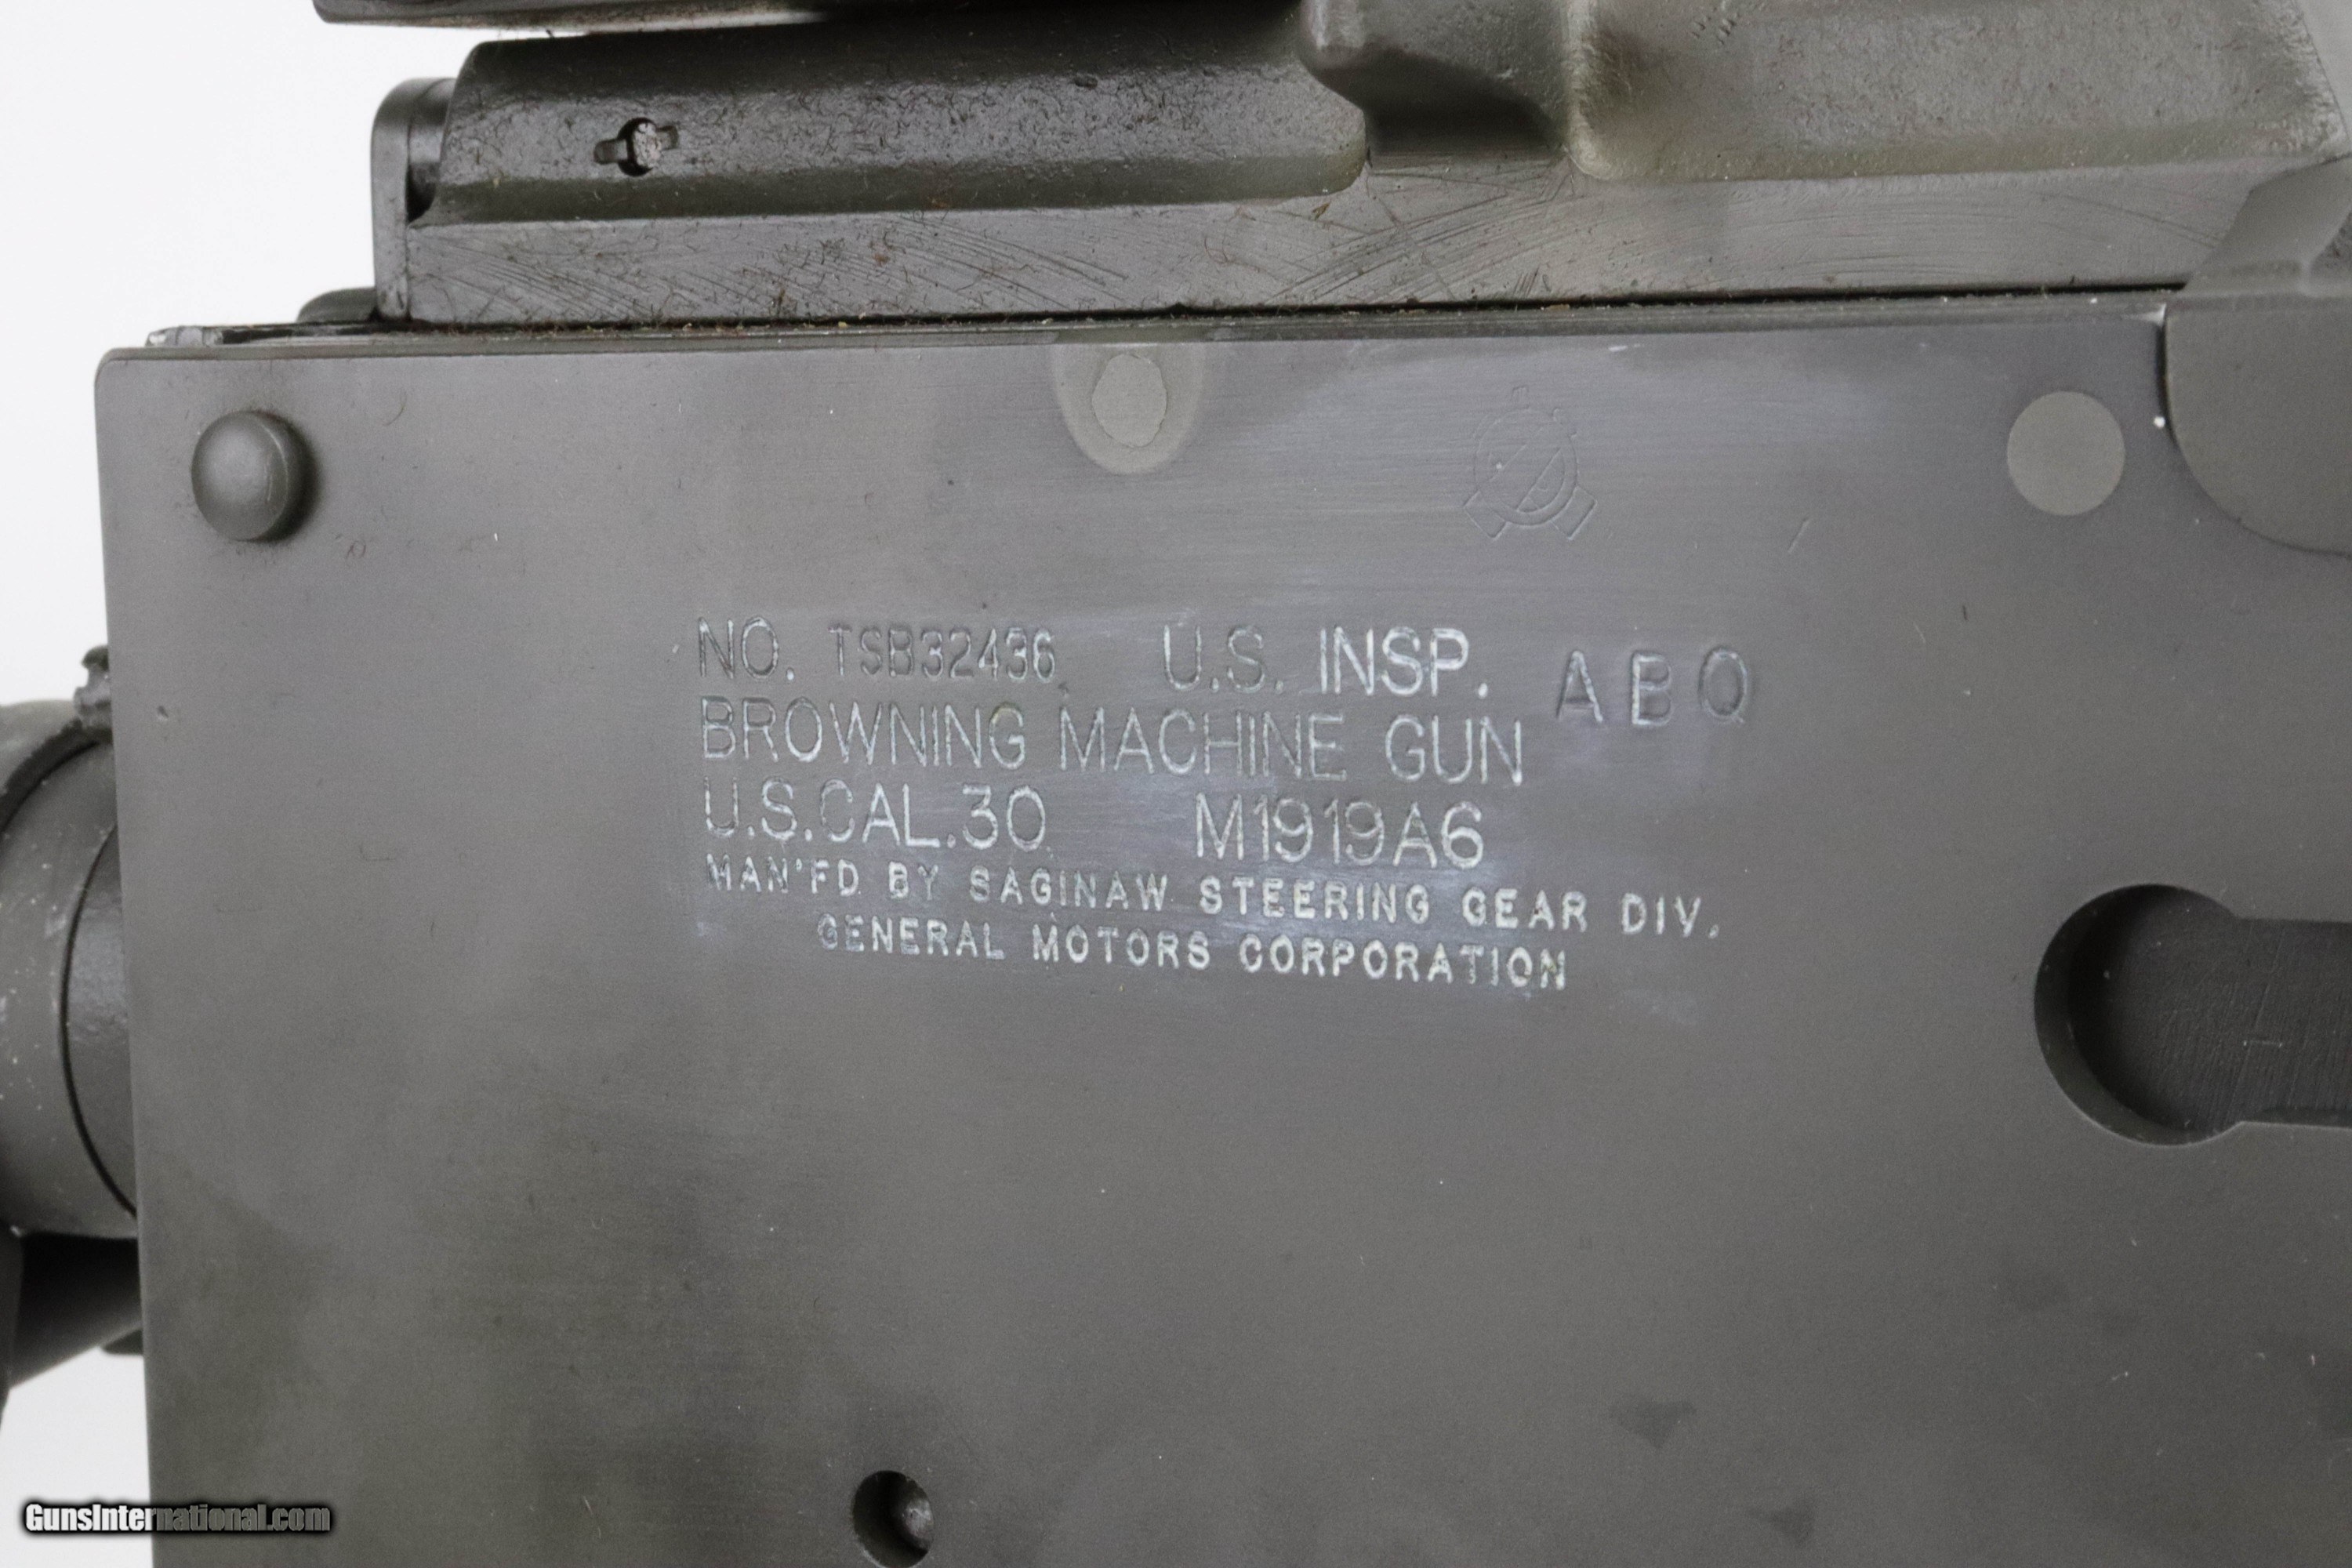 NO. TSB32436 U.S. INSP. ABQ
BROWNING MACHINE GUN
U.S.CAL.30 M1919A6
MAN'FD BY SAGINAW STEERING GEAR DIV.
GENERAL MOTORS CORPORATION
GunsInternational.com